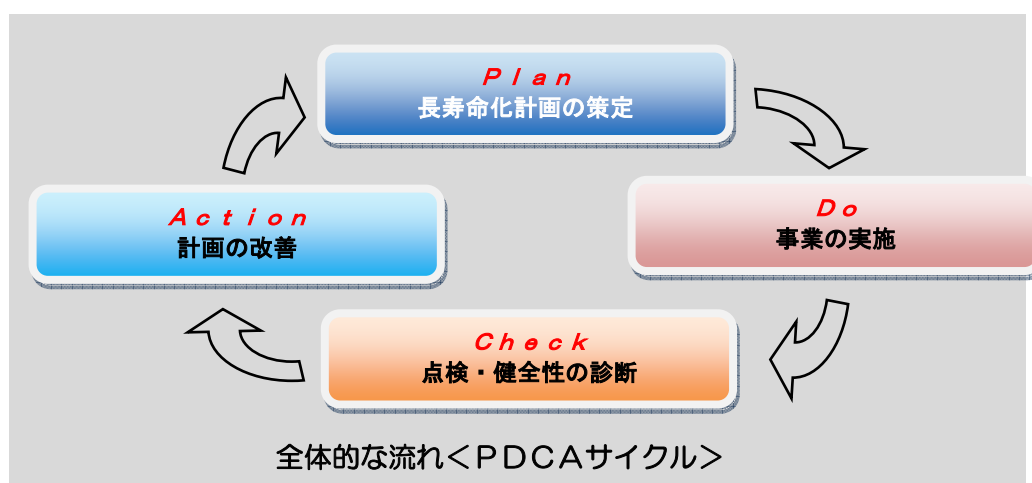 Plan
長寿命化計画の策定
Do
事業の実施
Action
計画の改善
Check
点検・健全性の診断
全体的な流れ<PDCAサイクル>